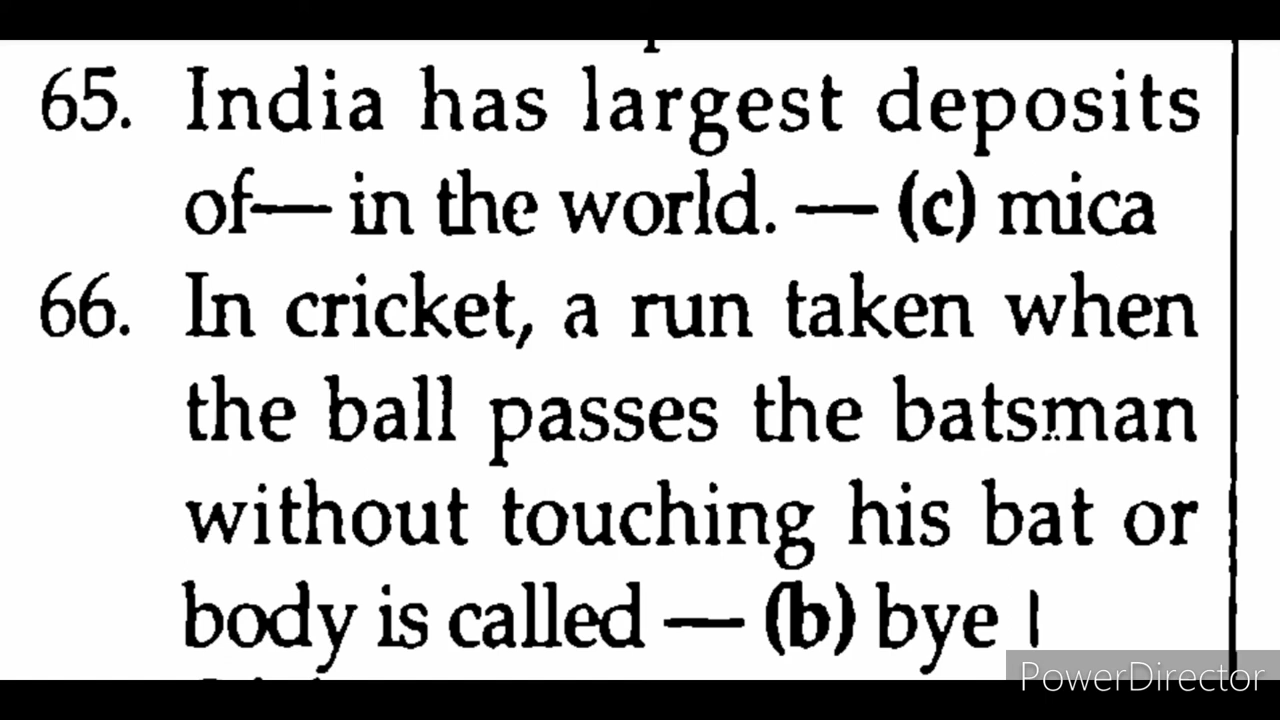 65. India has largest deposits
of— in the world. — (c) mica
66. In cricket, a run taken when
the ball passes the batsman
without touching his bat or
body is called — (b) bye |
PowerDirector